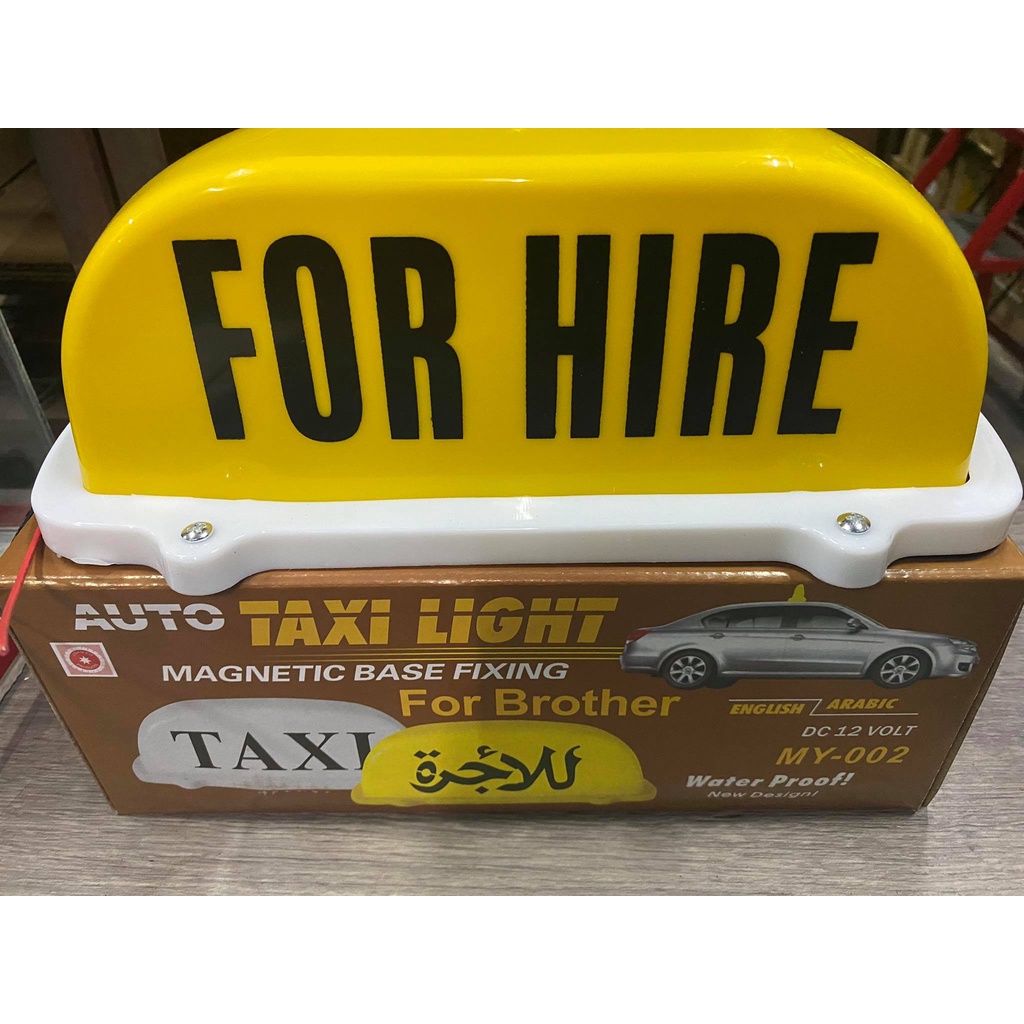 FOR HIRE
AUTO TAXI LIGHT
MAGNETIC BASE FIXING
For Brother
ENGLISH / ARABIC
DC 12 VOLT
MY-002
Water Proof!
New Design!
TAXI
للأجرة